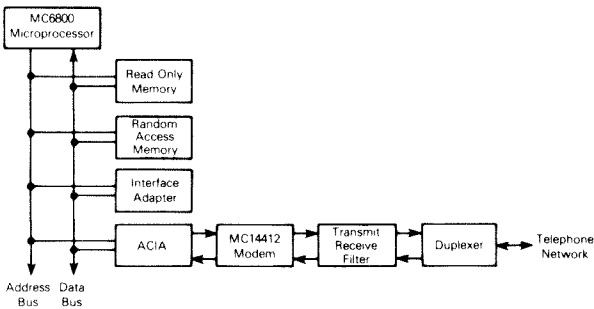 MC6800
Microprocessor
Read Only
Memory
Random
Access
Memory
Interface
Adapter
ACIA
MC14412
Modem
Transmit
Receive
Filter
Duplexer
Telephone
Network
Address
Bus
Data
Bus